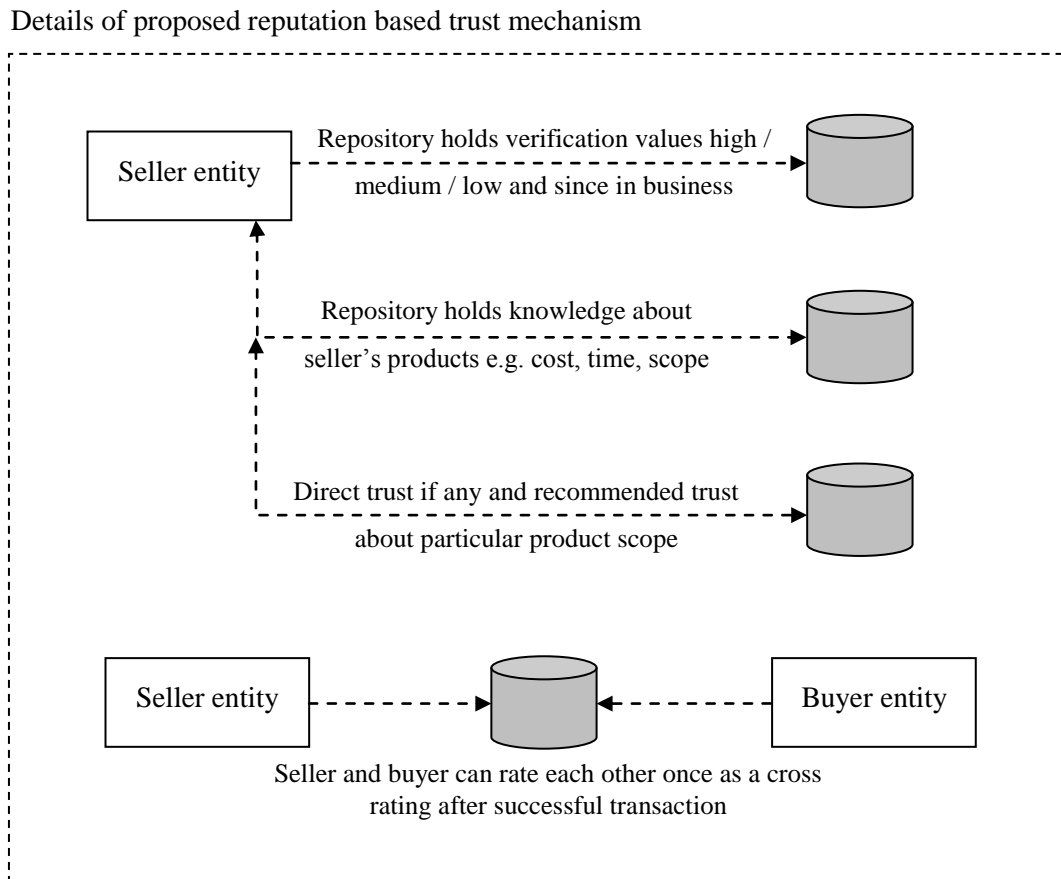 Details of proposed reputation based trust mechanism
Seller entity
Repository holds verification values high /
medium / low and since in business
Repository holds knowledge about
seller's products e.g. cost, time, scope
Direct trust if any and recommended trust
about particular product scope
Seller entity
Buyer entity
Seller and buyer can rate each other once as a cross
rating after successful transaction